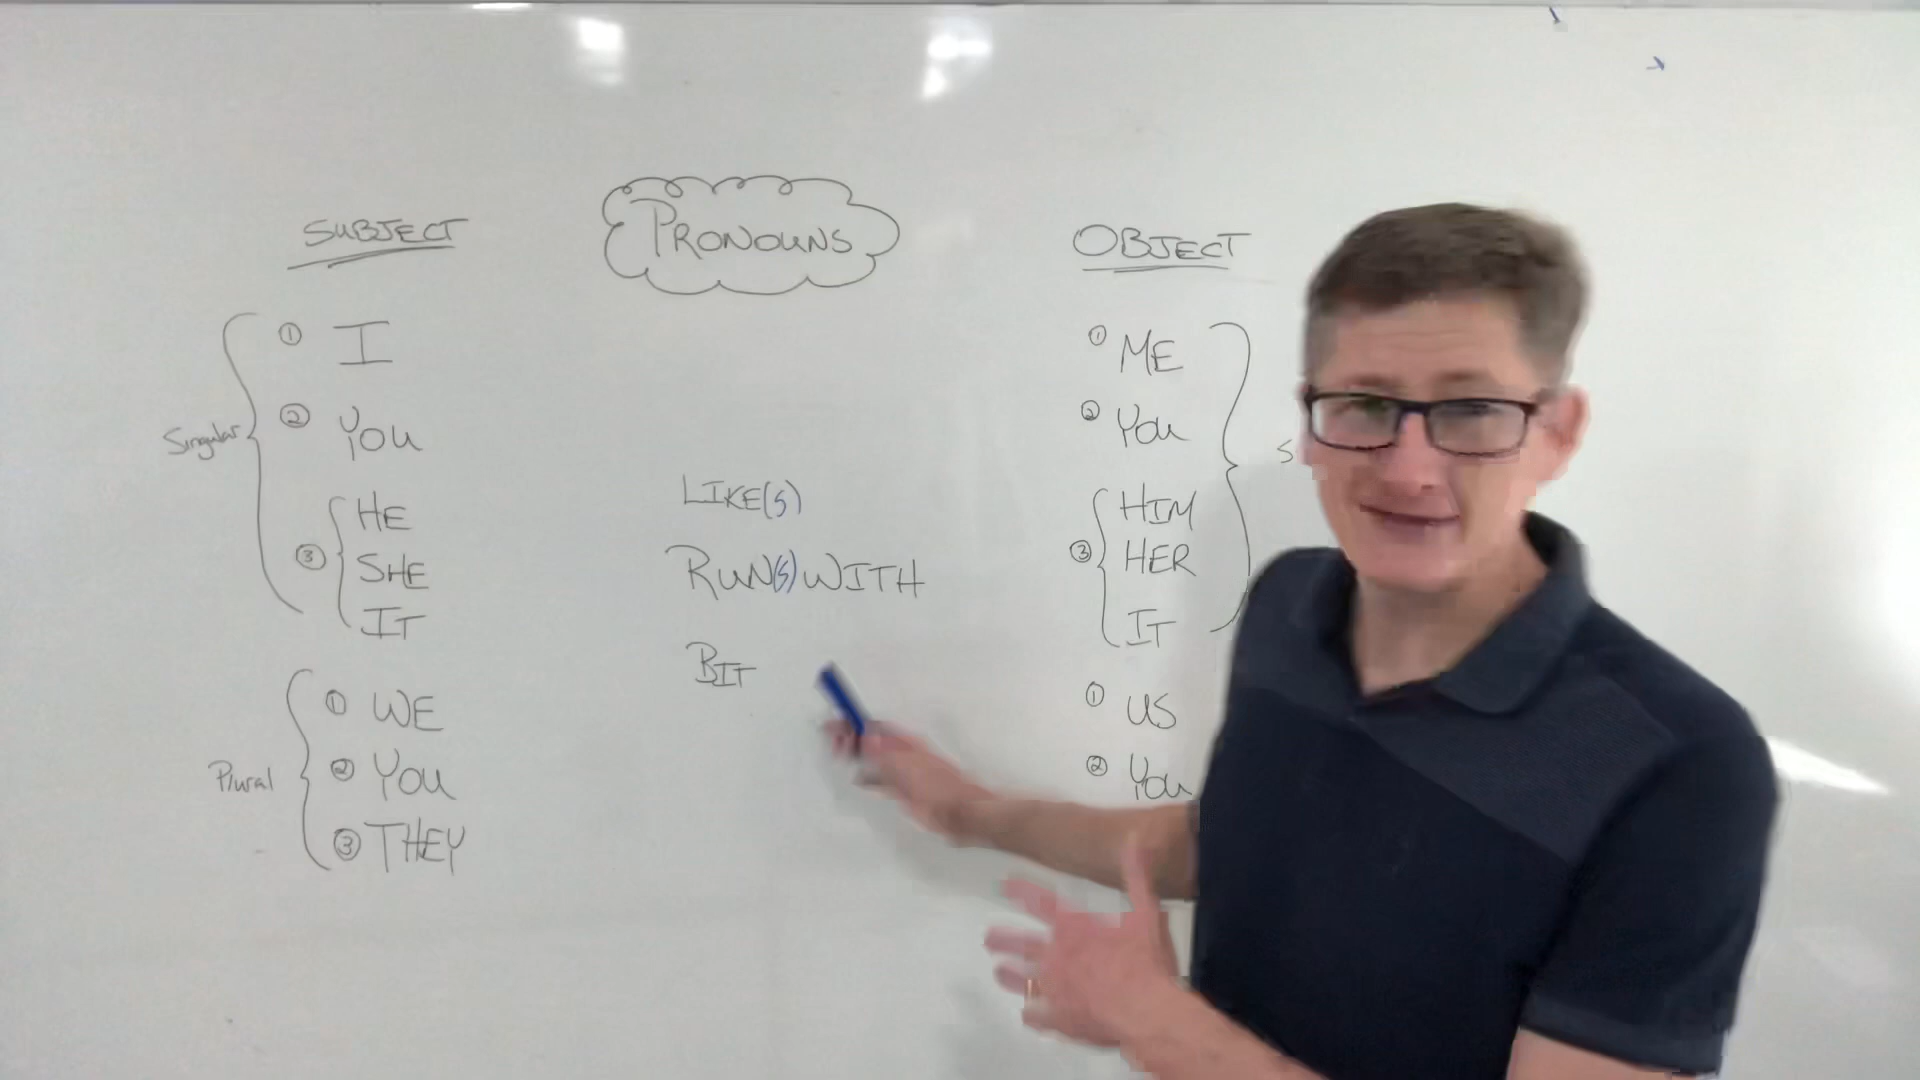 PRONOUNS
SUBJECT
Singular
① I
② YOU
③ HE
SHE
IT
Plural
① WE
② YOU
③ THEY
LIKE(S)
RUN(S) WITH
BIT
OBJECT
① ME
② YOU
③ HIM
HER
IT
S
① US
② YOU